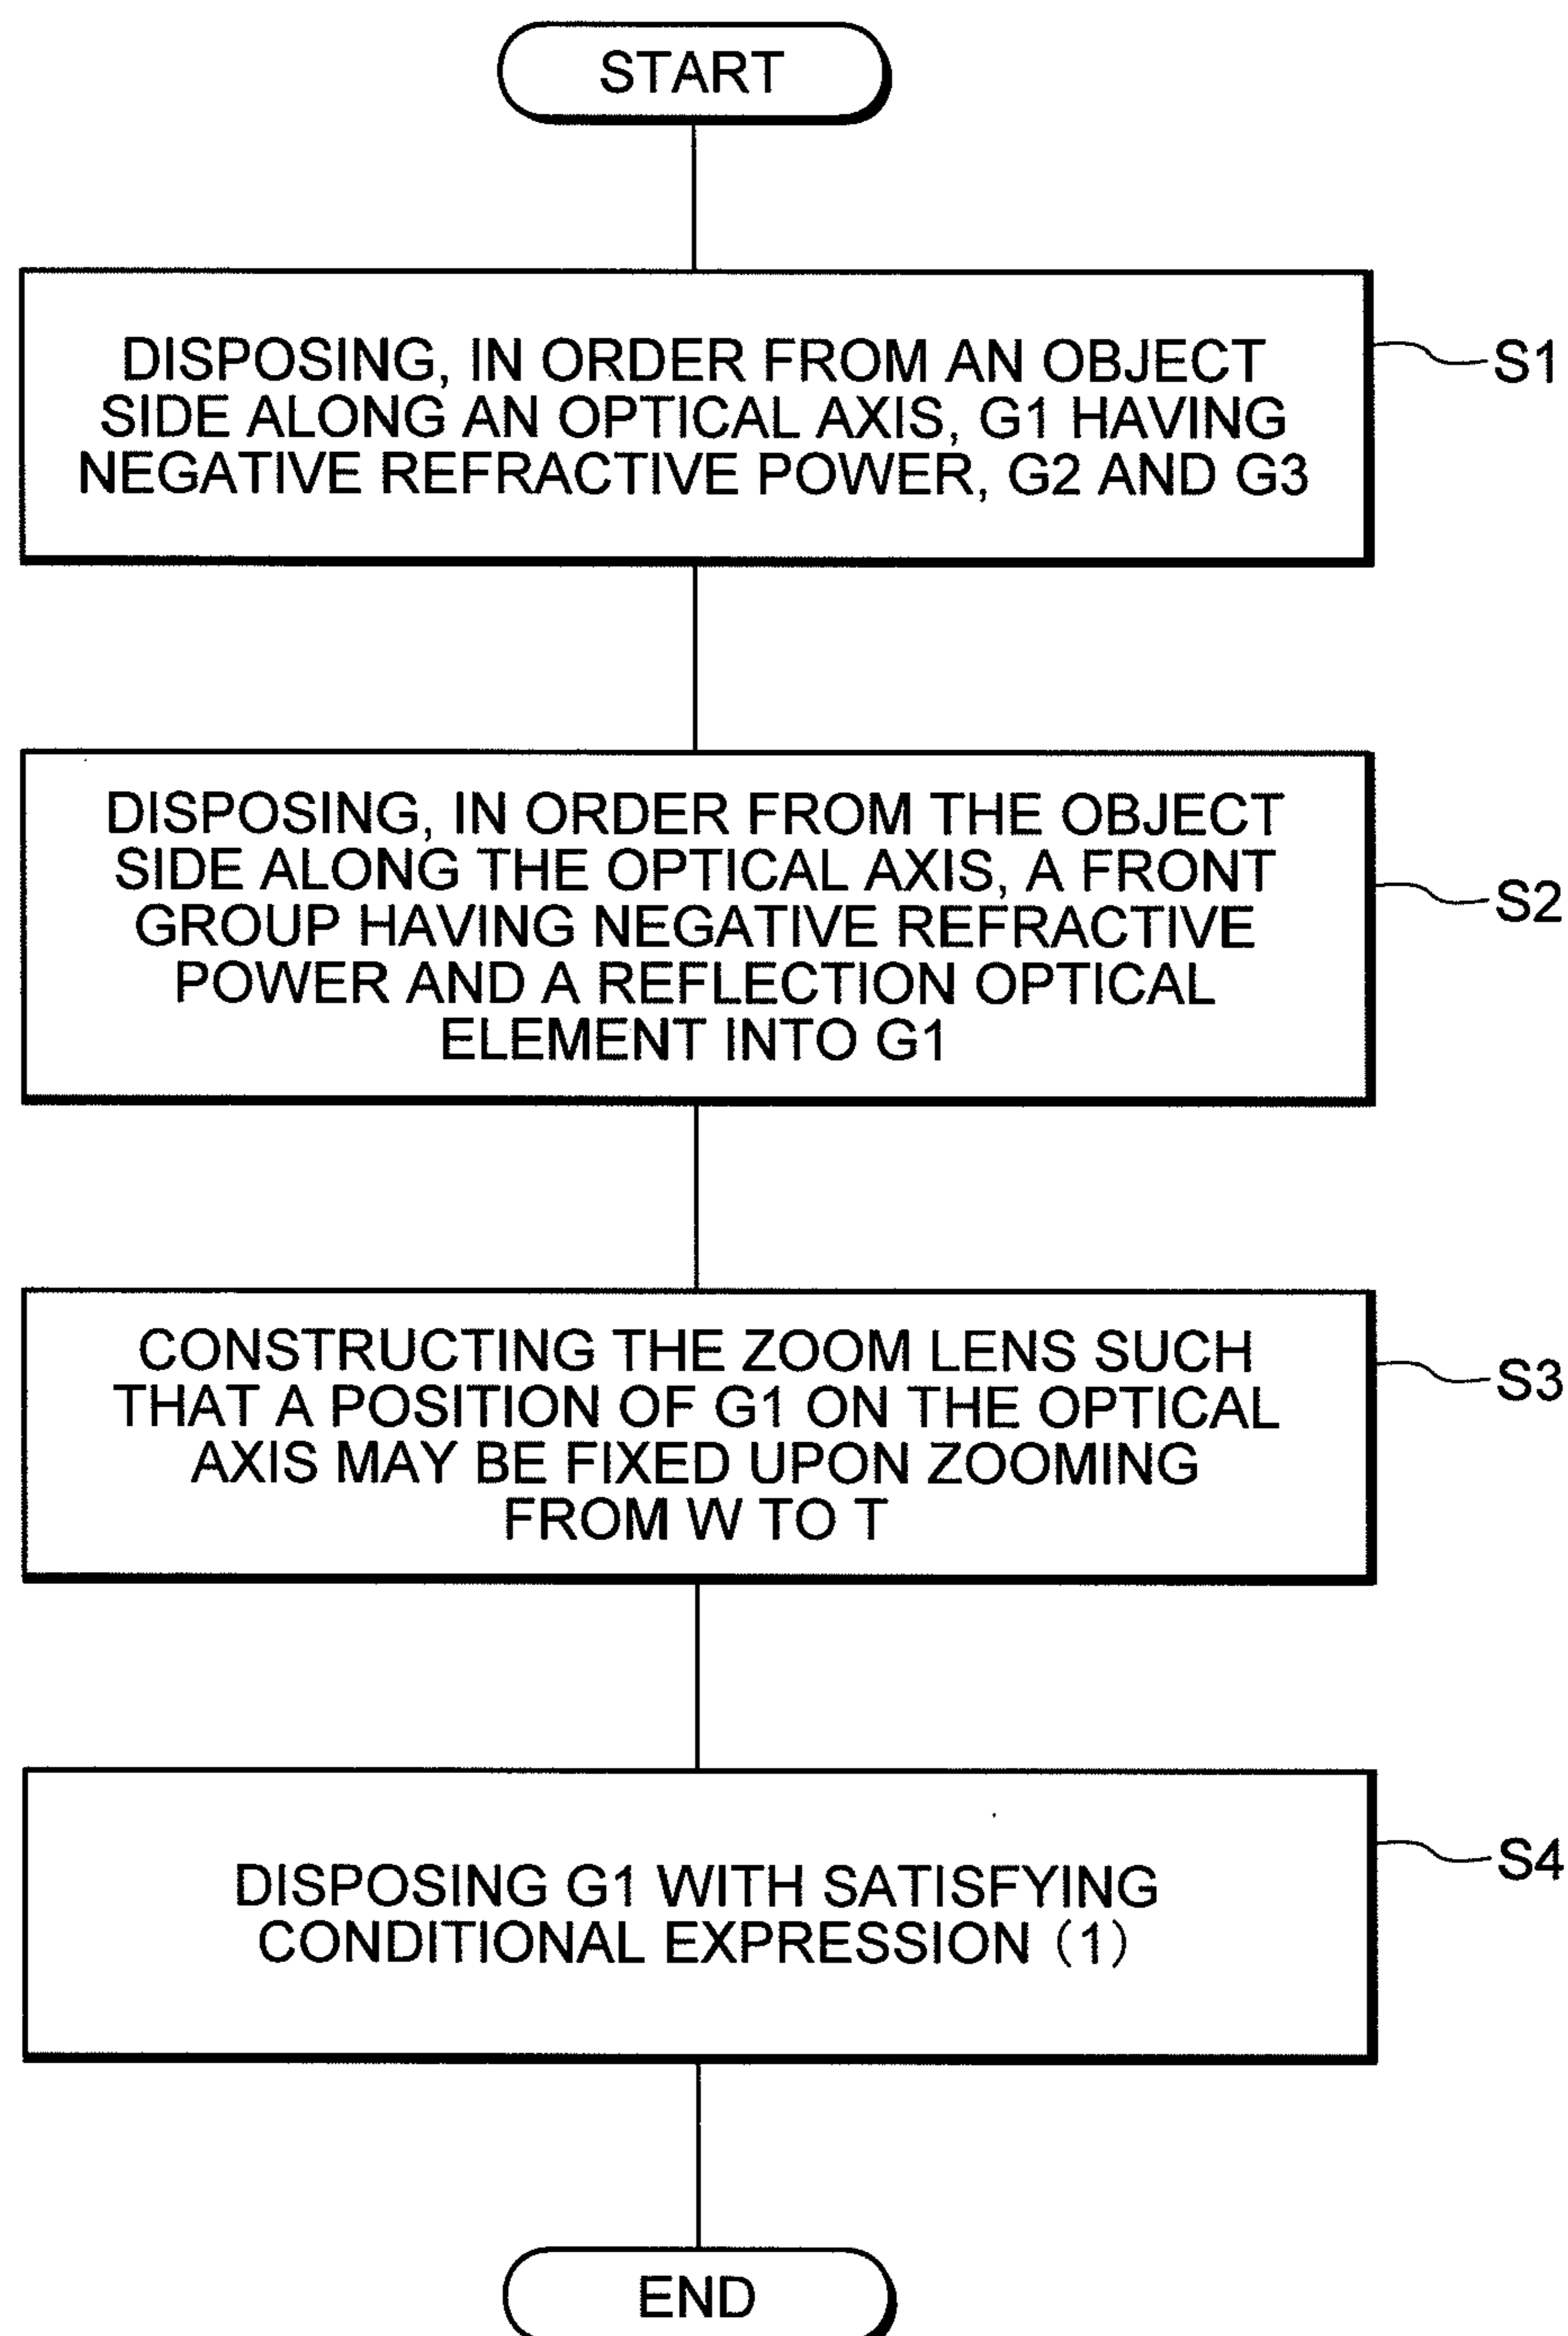 START
DISPOSING, IN ORDER FROM AN OBJECT
SIDE ALONG AN OPTICAL AXIS, G1 HAVING
NEGATIVE REFRACTIVE POWER, G2 AND G3
S1
DISPOSING, IN ORDER FROM THE OBJECT
SIDE ALONG THE OPTICAL AXIS, A FRONT
GROUP HAVING NEGATIVE REFRACTIVE
POWER AND A REFLECTION OPTICAL
ELEMENT INTO G1
S2
CONSTRUCTING THE ZOOM LENS SUCH
THAT A POSITION OF G1 ON THE OPTICAL
AXIS MAY BE FIXED UPON ZOOMING
FROM W TO T
S3
DISPOSING G1 WITH SATISFYING
CONDITIONAL EXPRESSION (1)
S4
END